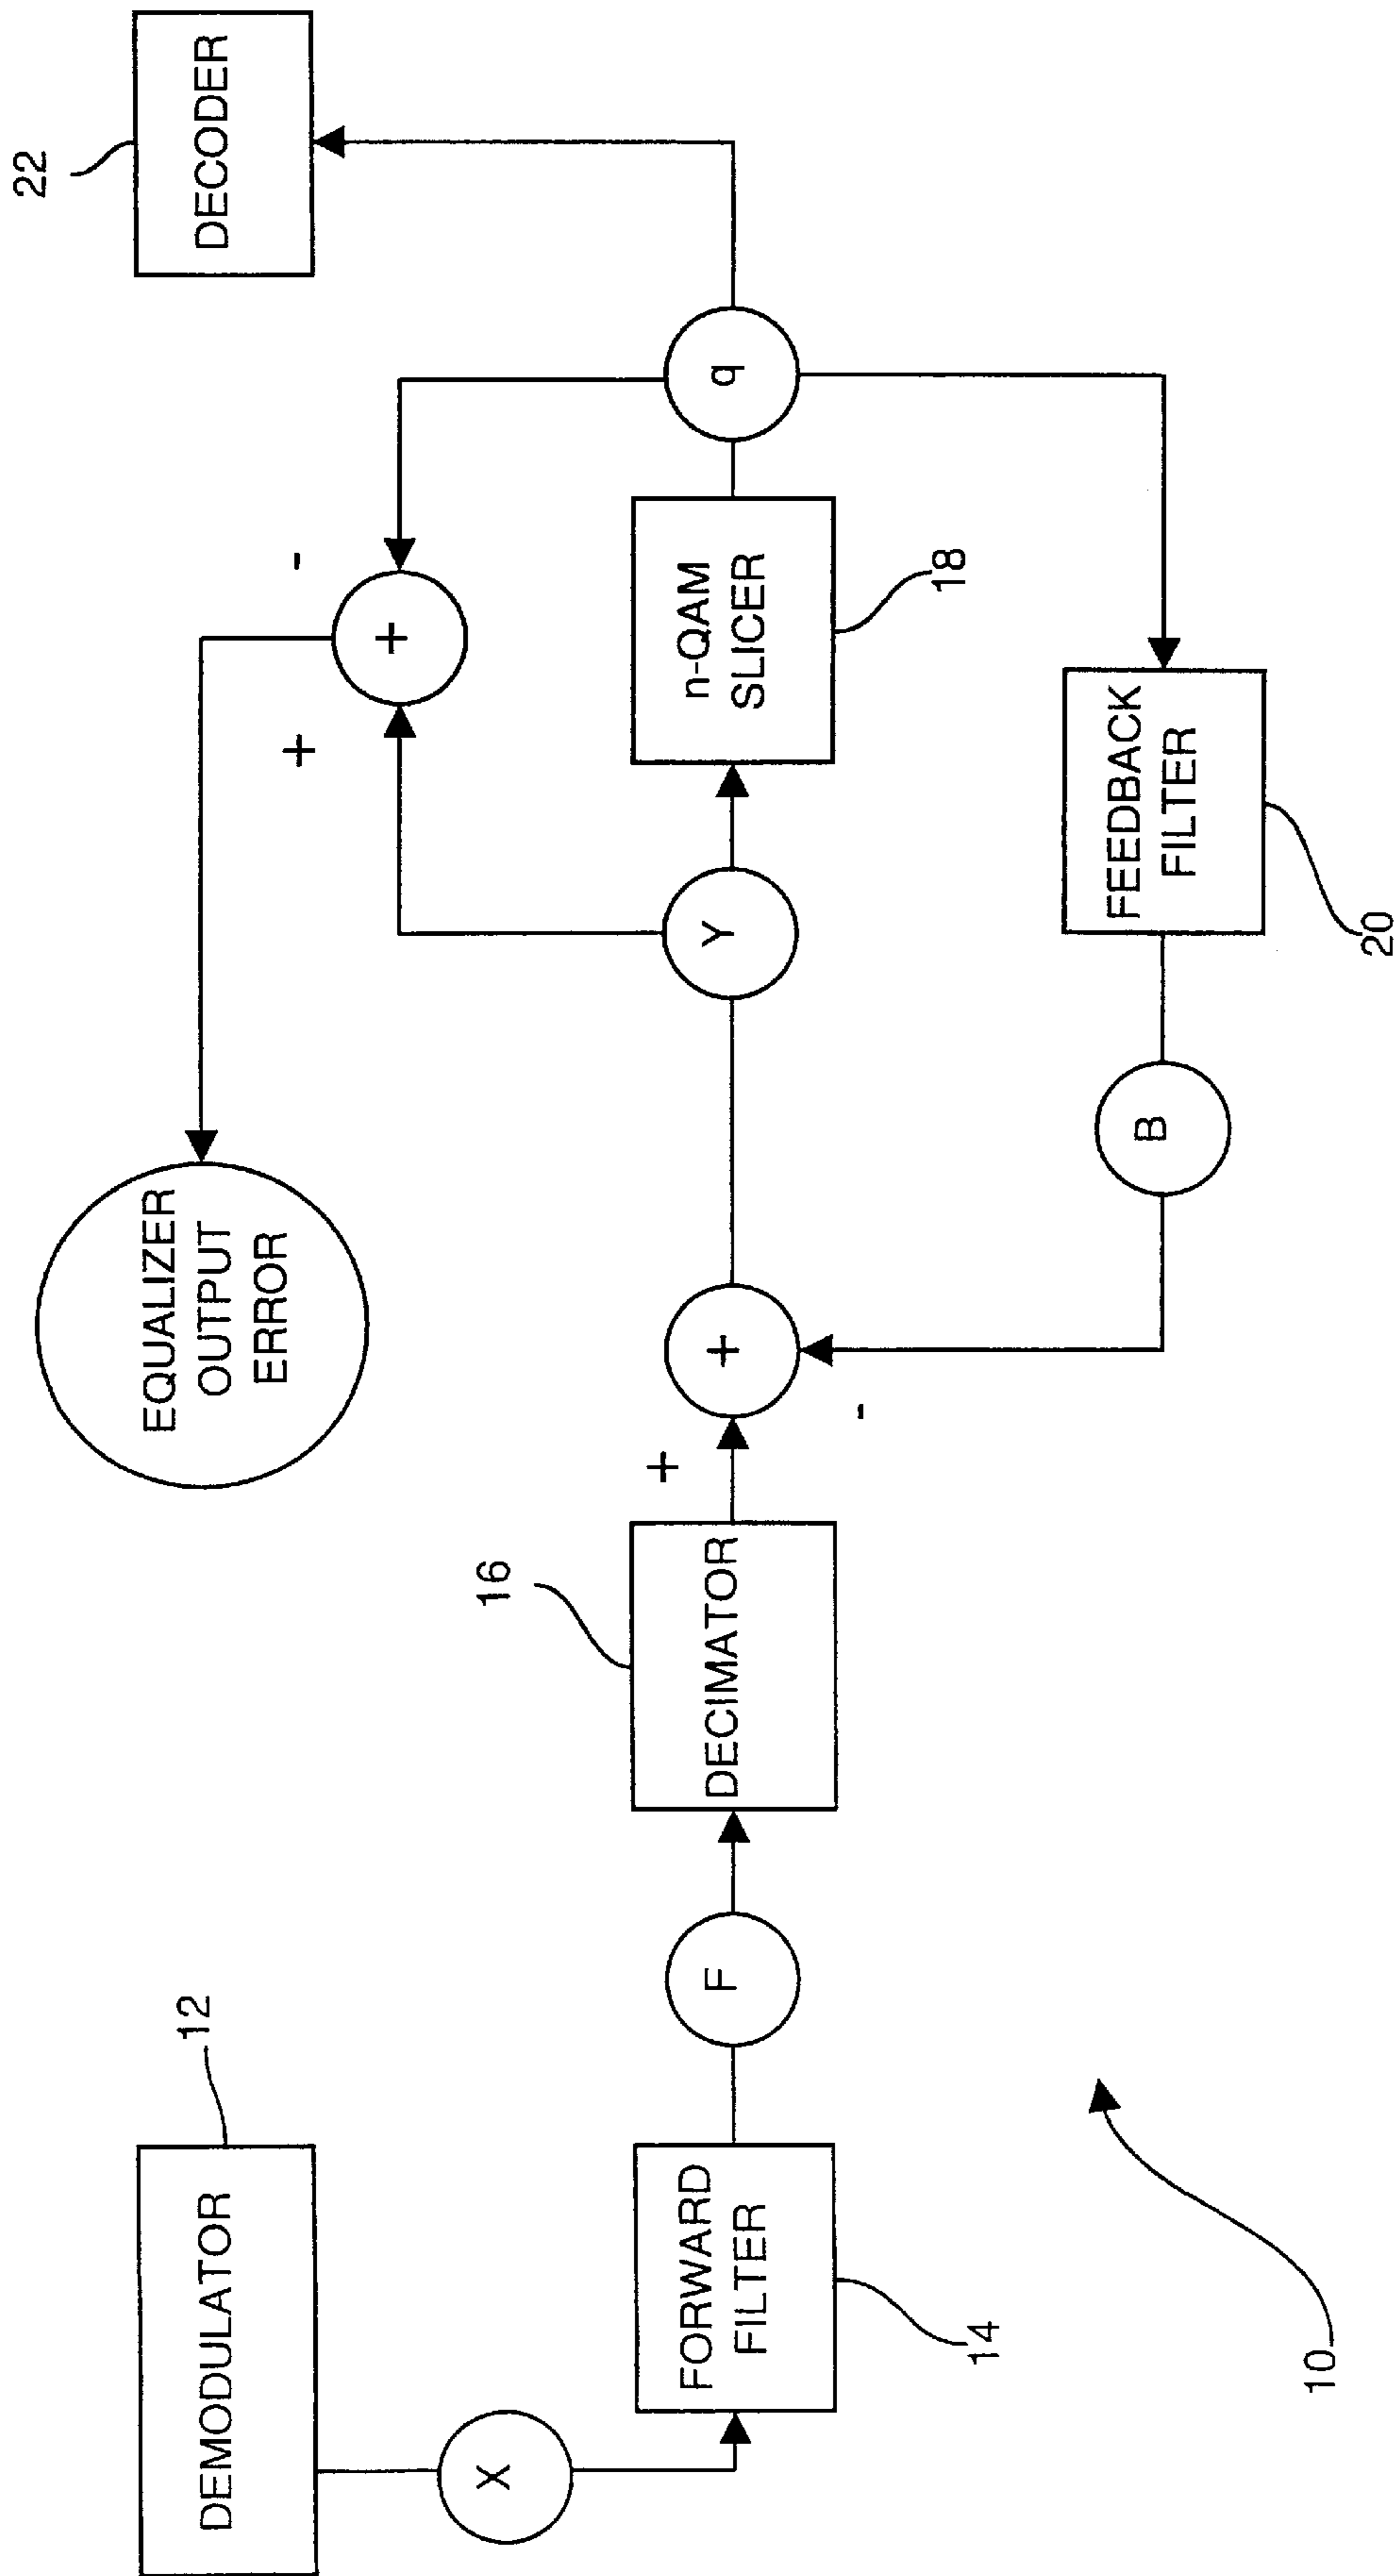 DEMODULATOR
12
X
FORWARD
FILTER
14
F
DECIMATOR
16
+
-
+
EQUALIZER
OUTPUT
ERROR
Y
+
-
+
n-QAM
SLICER
18
q
DECODER
22
FEEDBACK
FILTER
20
B
10